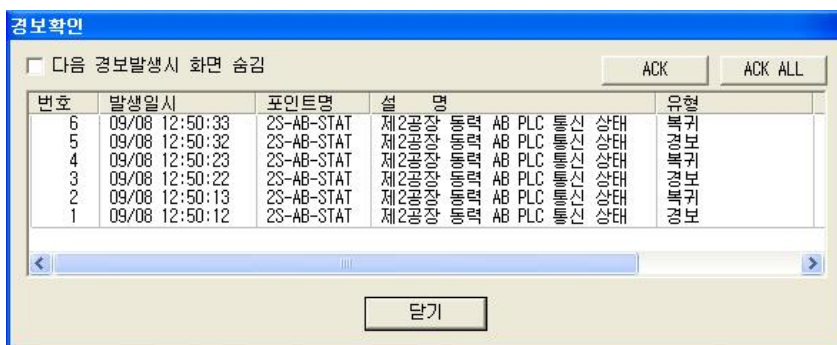 경보확인
다음 경보발생시 화면 숨김 ACK ACK ALL
번호 발생일시 포인트명 설 명 유형
6 09/08 12:50:33 2S-AB-STAT 제2공장 동력 AB PLC 통신 상태 복귀
5 09/08 12:50:32 2S-AB-STAT 제2공장 동력 AB PLC 통신 상태 경보
4 09/08 12:50:23 2S-AB-STAT 제2공장 동력 AB PLC 통신 상태 복귀
3 09/08 12:50:22 2S-AB-STAT 제2공장 동력 AB PLC 통신 상태 경보
2 09/08 12:50:13 2S-AB-STAT 제2공장 동력 AB PLC 통신 상태 복귀
1 09/08 12:50:12 2S-AB-STAT 제2공장 동력 AB PLC 통신 상태 경보
닫기